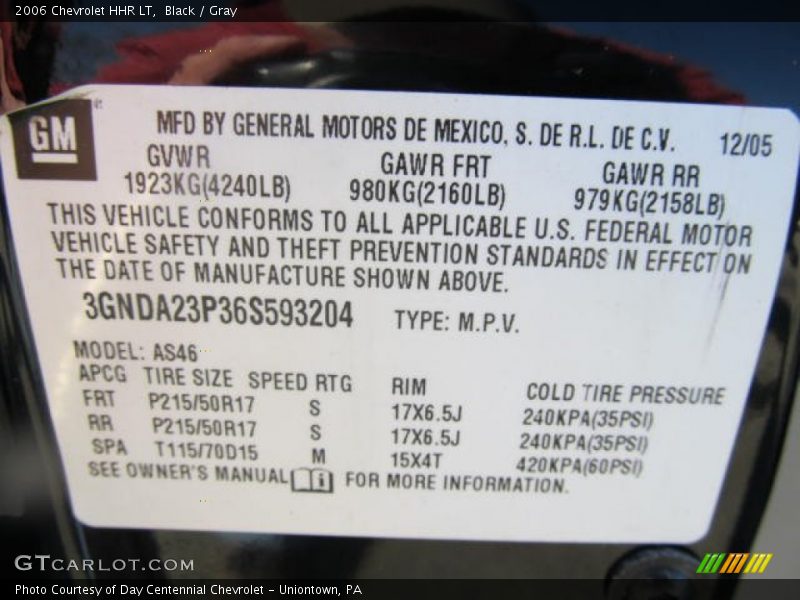 2006 Chevrolet HHR LT,  Black / Gray
GM
MFD BY GENERAL MOTORS DE MEXICO, S. DE R.L. DE C.V. 12/05
GVWR GAWR FRT GAWR RR
1923KG(4240LB) 980KG(2160LB) 979KG(2158LB)
THIS VEHICLE CONFORMS TO ALL APPLICABLE U.S. FEDERAL MOTOR
VEHICLE SAFETY AND THEFT PREVENTION STANDARDS IN EFFECT ON
THE DATE OF MANUFACTURE SHOWN ABOVE.
3GNDA23P36S593204 TYPE: M.P.V.
MODEL: AS46
APCG TIRE SIZE SPEED RTG RIM COLD TIRE PRESSURE
FRT P215/50R17 S 17X6.5J 240KPA(35PSI)
RR P215/50R17 S 17X6.5J 240KPA(35PSI)
SPA T115/70D15 M 15X4T 420KPA(60PSI)
SEE OWNER'S MANUAL i FOR MORE INFORMATION.
GTCARLOT.COM
Photo Courtesy of Day Centennial Chevrolet - Uniontown, PA